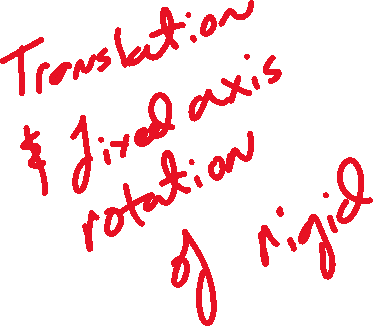 Translation
& fixed axis
rotation
of rigid